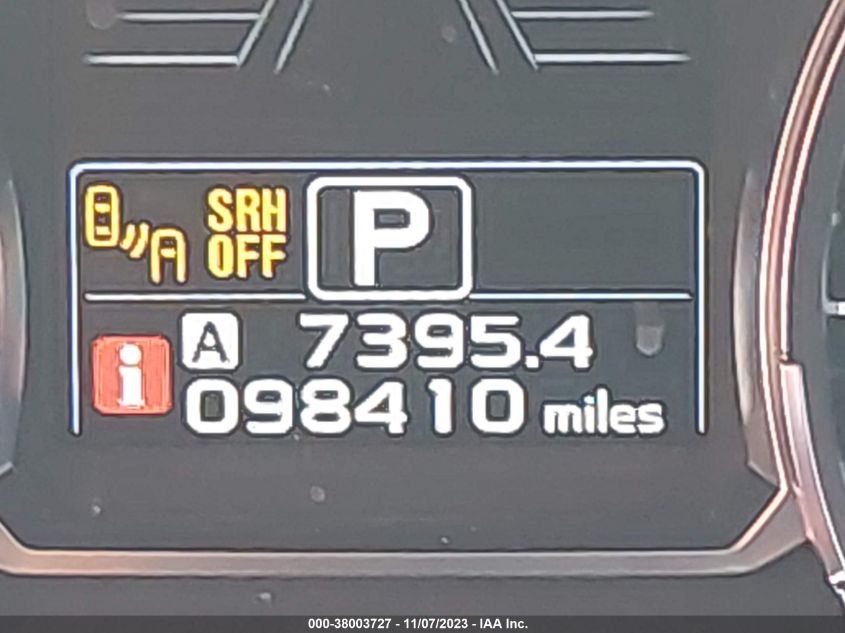 SRH
OFF
P
A 7395.4
i
098410 miles
000-38003727 - 11/07/2023 - IAA Inc.